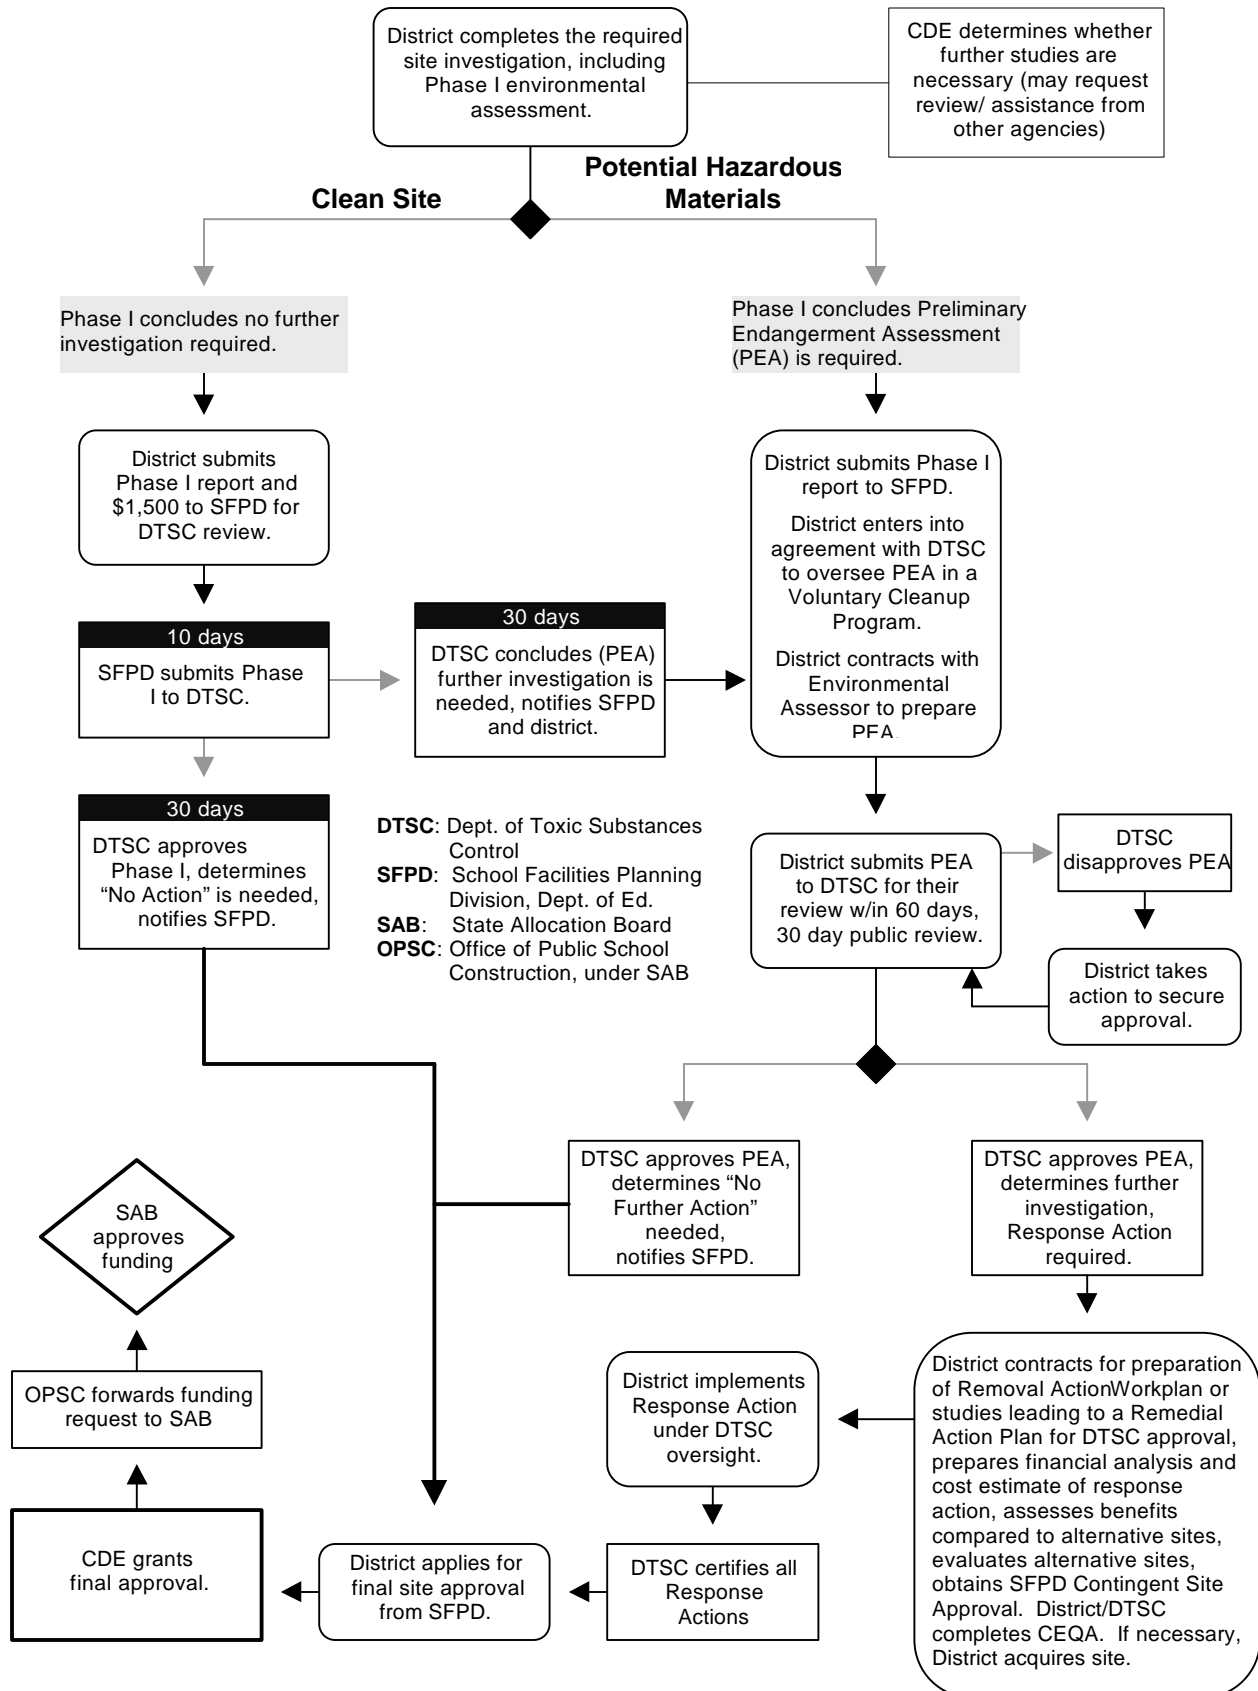 District completes the required
site investigation, including
Phase I environmental
assessment.
CDE determines whether
further studies are
necessary (may request
review/ assistance from
other agencies)
Clean Site
Potential Hazardous
Materials
Phase I concludes no further
investigation required.
Phase I concludes Preliminary
Endangerment Assessment
(PEA) is required.
District submits
Phase I report and
$1,500 to SFPD for
DTSC review.
District submits Phase I
report to SFPD.
District enters into
agreement with DTSC
to oversee PEA in a
Voluntary Cleanup
Program.
District contracts with
Environmental
Assessor to prepare
PEA.
10 days
SFPD submits Phase
I to DTSC.
30 days
DTSC concludes (PEA)
further investigation is
needed, notifies SFPD
and district.
30 days
DTSC approves
Phase I, determines
“No Action” is needed,
notifies SFPD.
DTSC: Dept. of Toxic Substances
Control
SFPD: School Facilities Planning
Division, Dept. of Ed.
SAB: State Allocation Board
OPSC: Office of Public School
Construction, under SAB
District submits PEA
to DTSC for their
review w/in 60 days,
30 day public review.
DTSC
disapproves PEA
District takes
action to secure
approval.
DTSC approves PEA,
determines “No
Further Action”
needed,
notifies SFPD.
DTSC approves PEA,
determines further
investigation,
Response Action
required.
SAB
approves
funding
OPSC forwards funding
request to SAB
CDE grants
final approval.
District applies for
final site approval
from SFPD.
District implements
Response Action
under DTSC
oversight.
DTSC certifies all
Response
Actions
District contracts for preparation
of Removal ActionWorkplan or
studies leading to a Remedial
Action Plan for DTSC approval,
prepares financial analysis and
cost estimate of response
action, assesses benefits
compared to alternative sites,
evaluates alternative sites,
obtains SFPD Contingent Site
Approval. District/DTSC
completes CEQA. If necessary,
District acquires site.